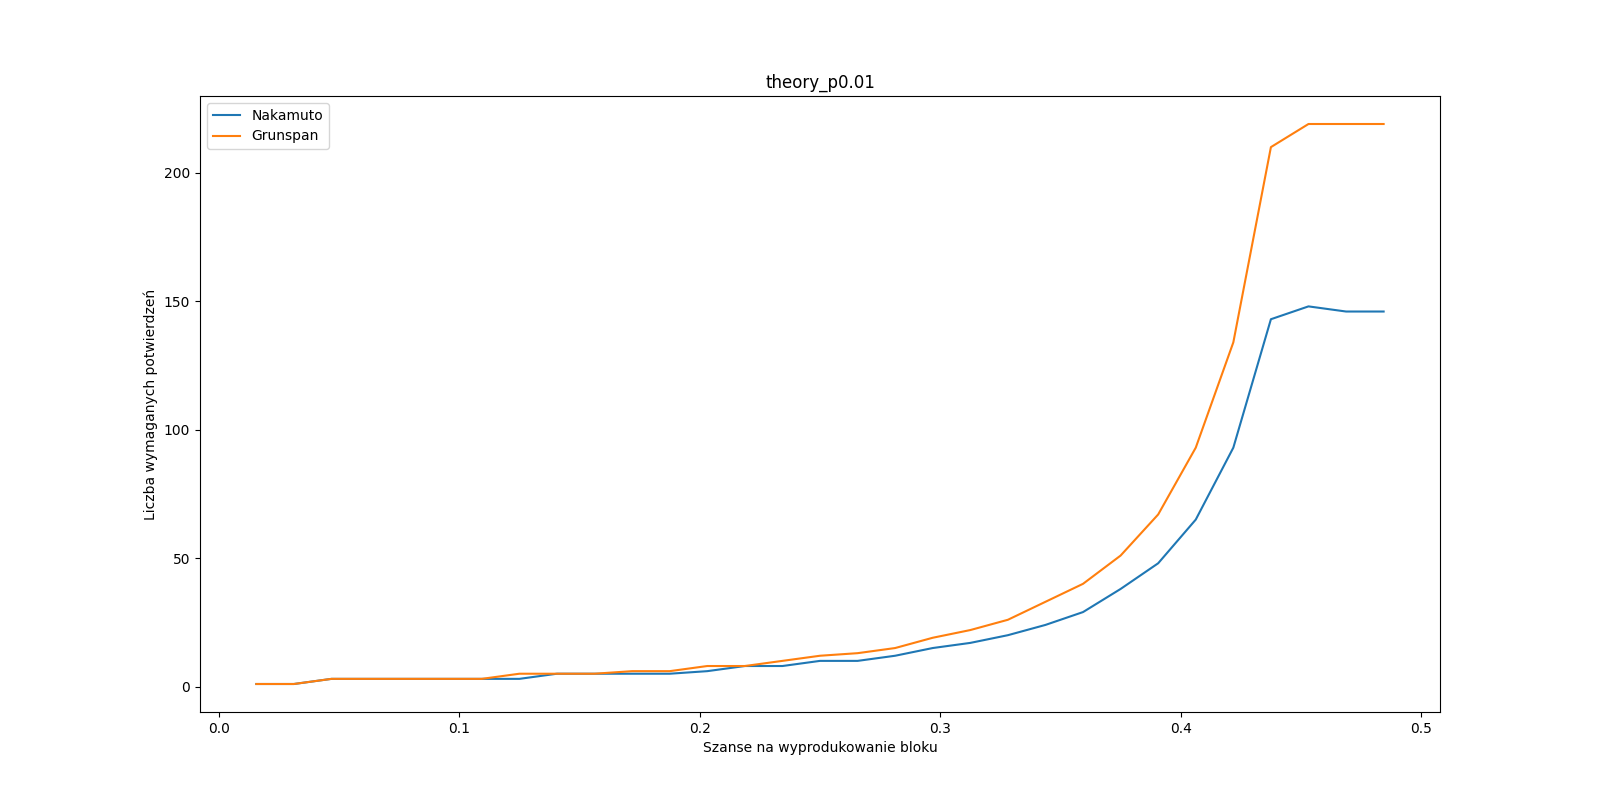 theory_p0.01
Nakamuto
Grunspan
200
150
100
50
0
Liczba wymaganych potwierdzeń
0.0 0.1 0.2 0.3 0.4 0.5
Szanse na wyprodukowanie bloku